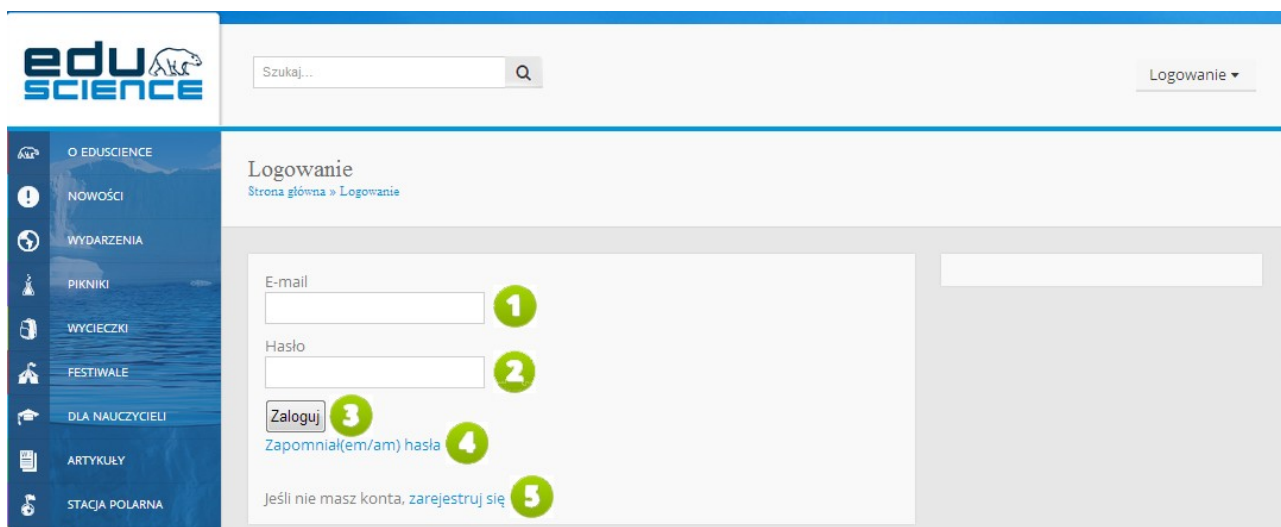 edu
SCIENCE
Szukaj...
Logowanie
O EDUSCIENCE
NOWOŚCI
WYDARZENIA
PIKNIKI
WYCIECZKI
FESTIWALE
DLA NAUCZYCIELI
ARTYKUŁY
STACJA POLARNA
Logowanie
Strona główna » Logowanie
E-mail
1
Hasło
2
Zaloguj 3
Zapomniał(em/am) hasła 4
Jeśli nie masz konta, zarejestruj się 5